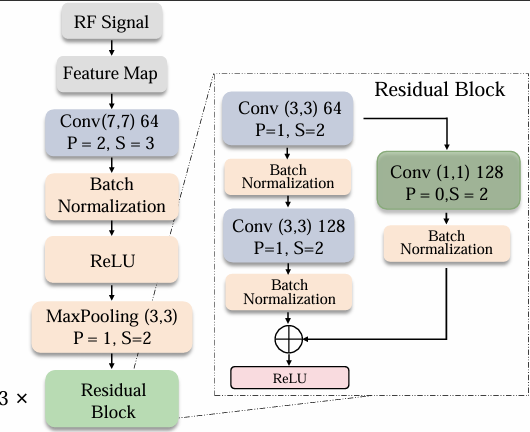 RF Signal
Feature Map
Conv(7,7) 64
P = 2, S = 3
Batch
Normalization
ReLU
MaxPooling (3,3)
P = 1, S=2
3 ×
Residual
Block
Residual Block
Conv (3,3) 64
P=1, S=2
Batch
Normalization
Conv (3,3) 128
P=1, S=2
Batch
Normalization
Conv (1,1) 128
P = 0,S = 2
Batch
Normalization
ReLU